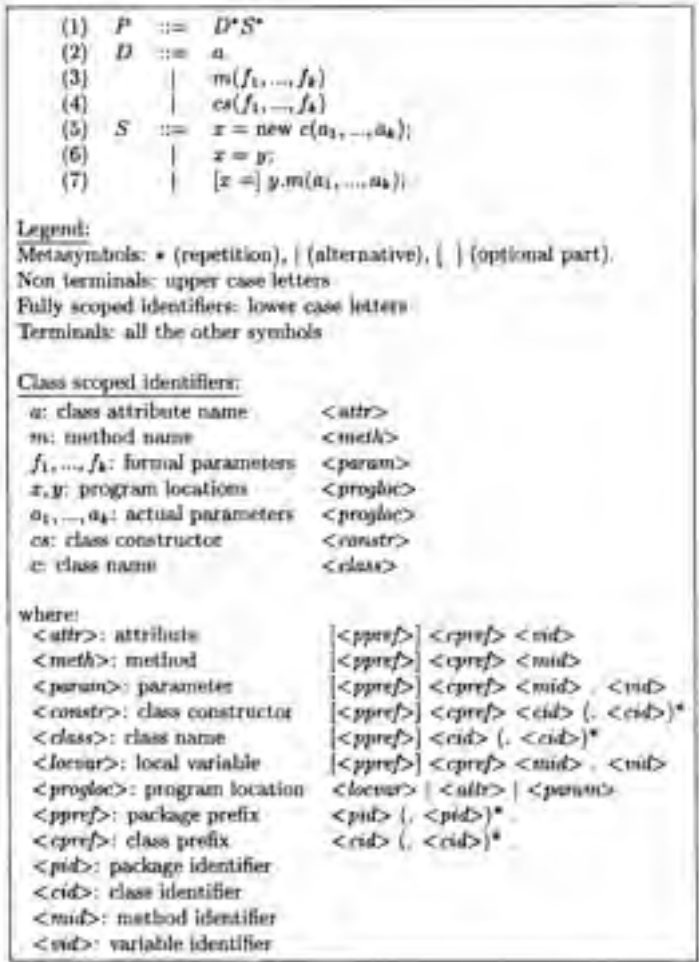 (1) P ::= D*S*
(2) D ::= a
(3) | m(f₁, ..., fₖ)
(4) | cs(f₁, ..., fₖ)
(5) S ::= x = new c(a₁, ..., aₖ);
(6) | x = y;
(7) | [x =] y.m(a₁, ..., aₖ);
Legend:
Metasymbols: * (repetition), | (alternative), [ ] (optional part).
Non terminals: upper case letters
Fully scoped identifiers: lower case letters
Terminals: all the other symbols
Class scoped identifiers:
a: class attribute name <attr>
m: method name <meth>
f₁, ..., fₖ: formal parameters <param>
x, y: program locations <progloc>
a₁, ..., aₖ: actual parameters <progloc>
cs: class constructor <constr>
c: class name <class>
where:
<attr>: attribute [<ppref>] <cpref> <vid>
<meth>: method [<ppref>] <cpref> <mid>
<param>: parameter [<ppref>] <cpref> <mid> . <vid>
<constr>: class constructor [<ppref>] <cpref> <cid> (. <cid>)*
<class>: class name [<ppref>] <cid> (. <cid>)*
<locvar>: local variable [<ppref>] <cpref> <mid> . <vid>
<progloc>: program location <locvar> | <attr> | <param>
<ppref>: package prefix <pid> (. <pid>)* .
<cpref>: class prefix <cid> (. <cid>)* .
<pid>: package identifier
<cid>: class identifier
<mid>: method identifier
<vid>: variable identifier